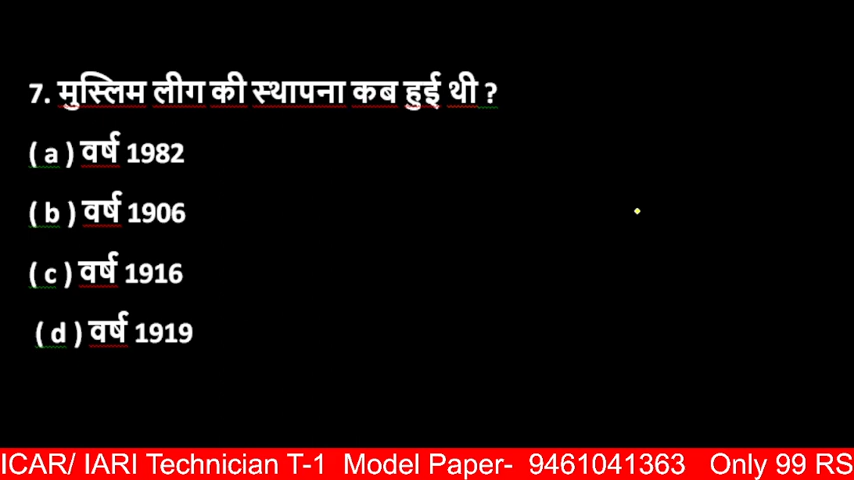 7. मुस्लिम लीग की स्थापना कब हुई थी ?
( a ) वर्ष 1982
( b ) वर्ष 1906
( c ) वर्ष 1916
( d ) वर्ष 1919
ICAR/ IARI Technician T-1 Model Paper- 9461041363 Only 99 RS